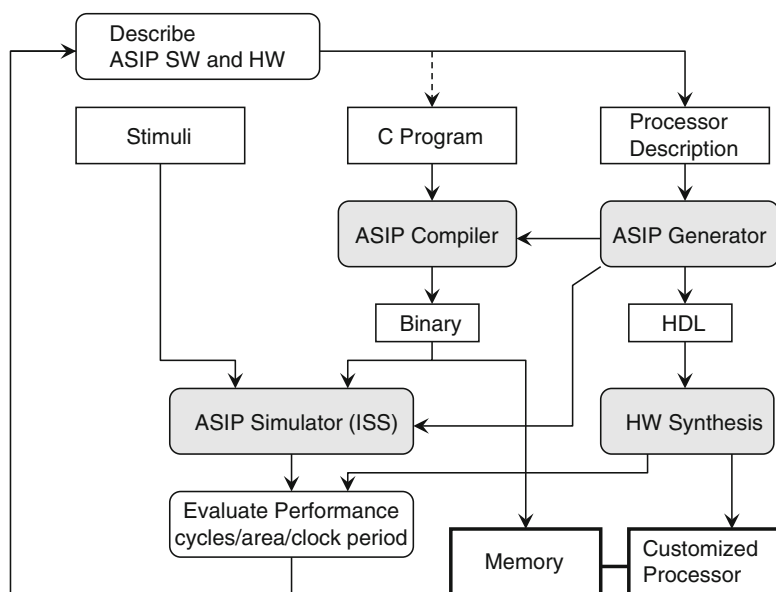 Describe
ASIP SW and HW
Stimuli
C Program
Processor
Description
ASIP Compiler
ASIP Generator
Binary
HDL
ASIP Simulator (ISS)
HW Synthesis
Evaluate Performance
cycles/area/clock period
Memory
Customized
Processor